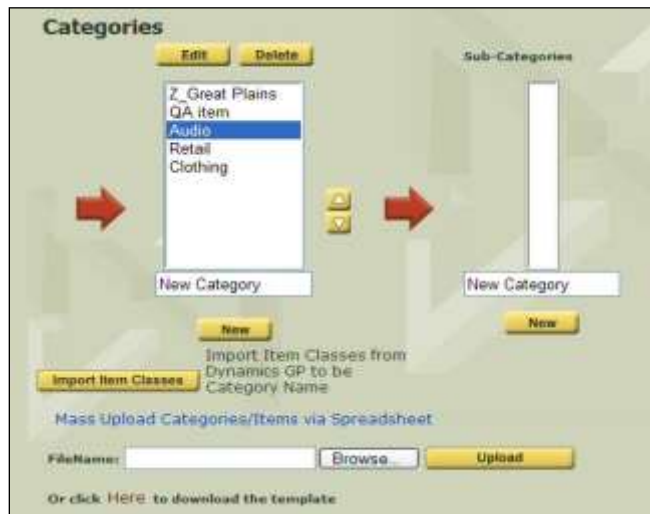 Categories
Edit
Delete
Sub-Categories
Z_Great Plains
QA item
Audio
Retail
Clothing
New Category
New Category
New
New
Import Item Classes
Import Item Classes from
Dynamics GP to be
Category Name
Mass Upload Categories/Items via Spreadsheet
FileName:
Browse...
Upload
Or click Here to download the template